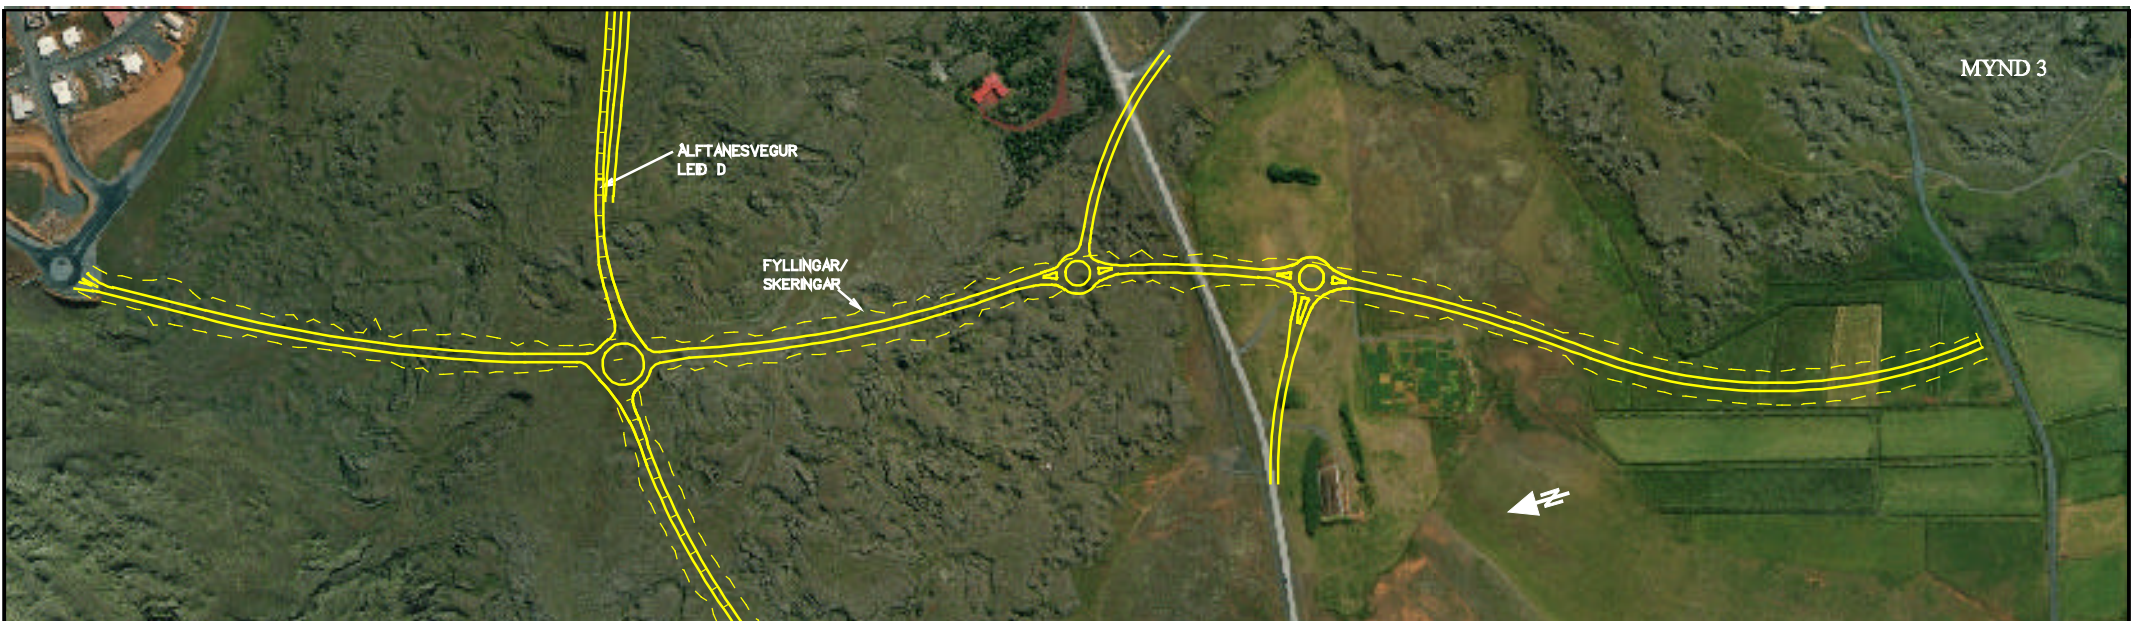 MYND 3
ALFTANESVEGUR
LEID D
FYLLINGAR/
SKERINGAR
N